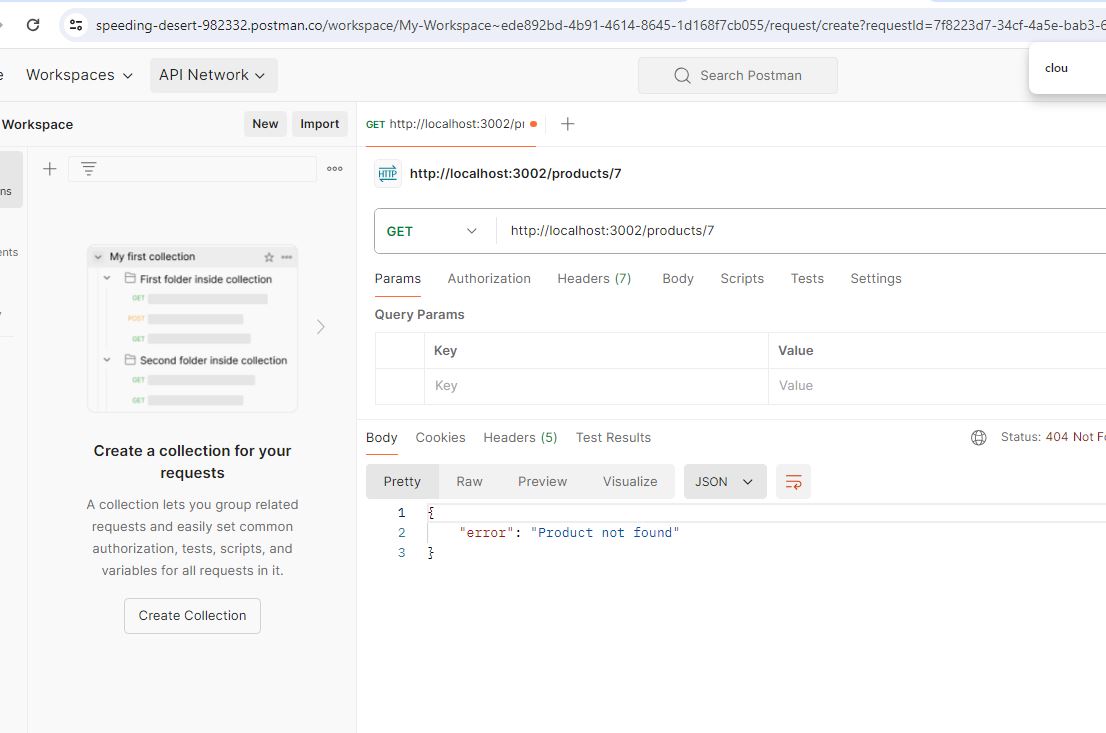 speeding-desert-982332.postman.co/workspace/My-Workspace~ede892bd-4b91-4614-8645-1d168f7cb055/request/create?requestId=7f8223d7-34cf-4a5e-bab3-6
clou
e Workspaces API Network Search Postman
Workspace New Import
GET http://localhost:3002/pr
ns
ents
HTTP http://localhost:3002/products/7
GET http://localhost:3002/products/7
Params Authorization Headers (7) Body Scripts Tests Settings
Query Params
Key Value
Key Value
My first collection
First folder inside collection
GET
POST
GET
Second folder inside collection
GET
GET
Create a collection for your
requests
A collection lets you group related
requests and easily set common
authorization, tests, scripts, and
variables for all requests in it.
Create Collection
Body Cookies Headers (5) Test Results Status: 404 Not Fo
Pretty Raw Preview Visualize JSON
1 {
2 "error": "Product not found"
3 }